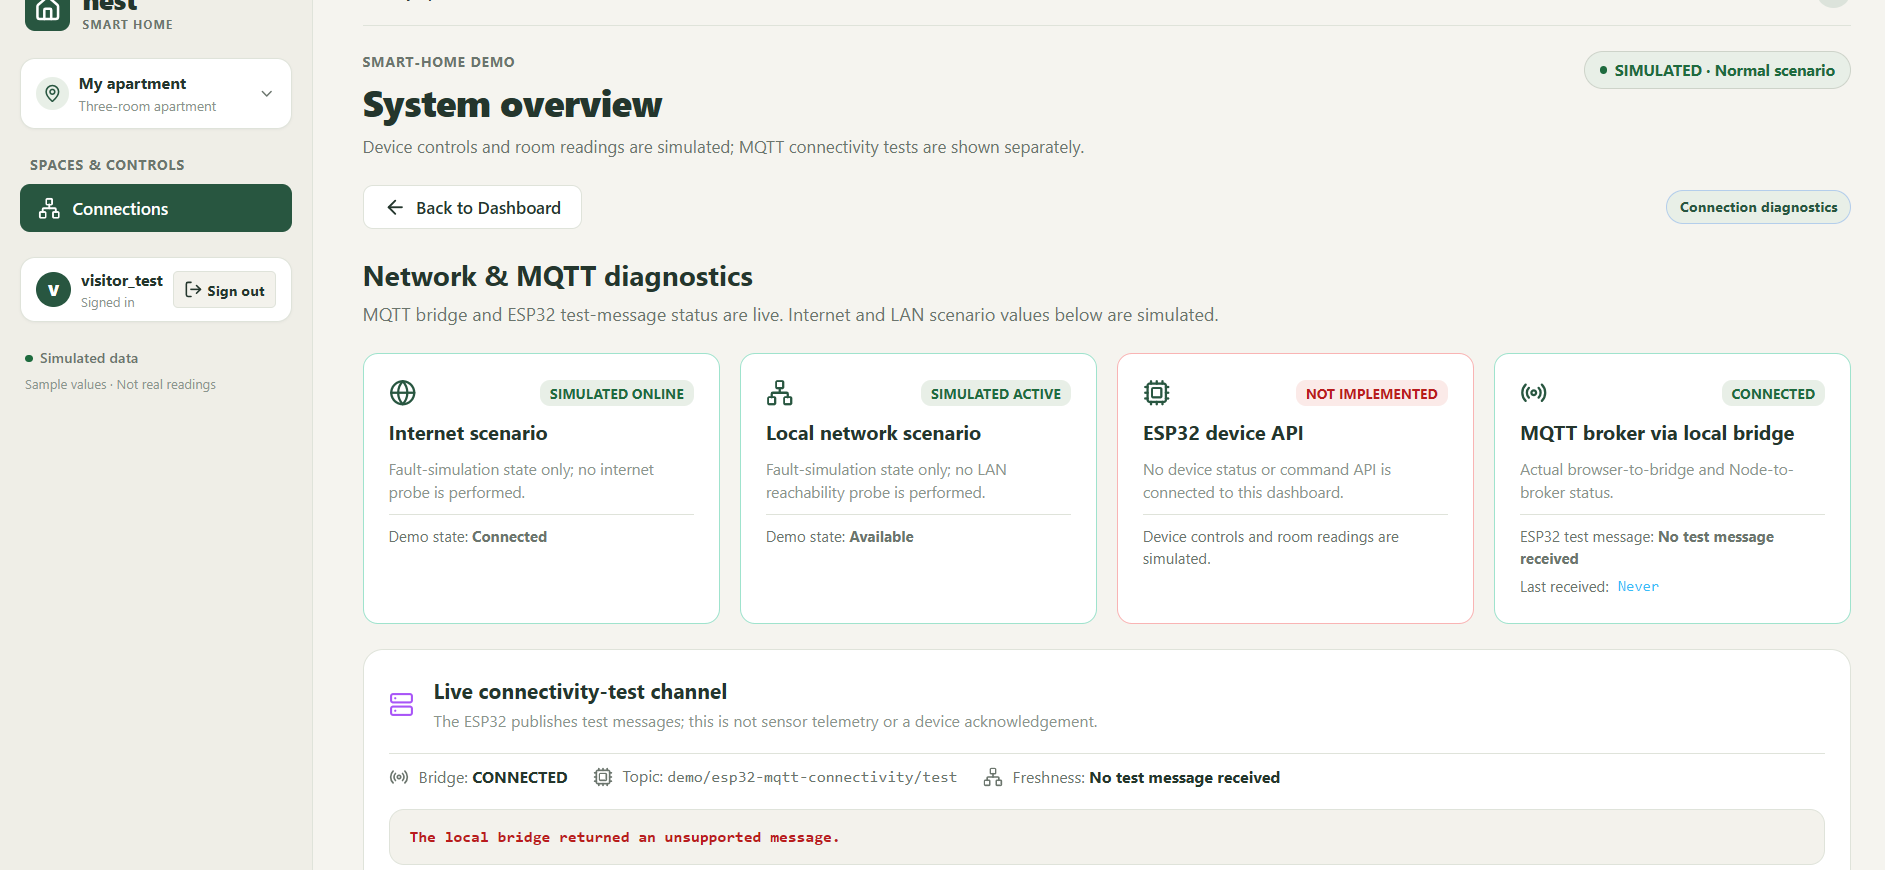 nest
SMART HOME
My apartment
Three-room apartment
SPACES & CONTROLS
Connections
V
visitor_test
Signed in
Sign out
Simulated data
Sample values · Not real readings
SMART-HOME DEMO
SIMULATED · Normal scenario
System overview
Device controls and room readings are simulated; MQTT connectivity tests are shown separately.
Back to Dashboard
Connection diagnostics
Network & MQTT diagnostics
MQTT bridge and ESP32 test-message status are live. Internet and LAN scenario values below are simulated.
SIMULATED ONLINE
Internet scenario
Fault-simulation state only; no internet
probe is performed.
Demo state: Connected
SIMULATED ACTIVE
Local network scenario
Fault-simulation state only; no LAN
reachability probe is performed.
Demo state: Available
NOT IMPLEMENTED
ESP32 device API
No device status or command API is
connected to this dashboard.
Device controls and room readings are
simulated.
CONNECTED
MQTT broker via local bridge
Actual browser-to-bridge and Node-to-
broker status.
ESP32 test message: No test message
received
Last received: Never
Live connectivity-test channel
The ESP32 publishes test messages; this is not sensor telemetry or a device acknowledgement.
Bridge: CONNECTED
Topic: demo/esp32-mqtt-connectivity/test
Freshness: No test message received
The local bridge returned an unsupported message.